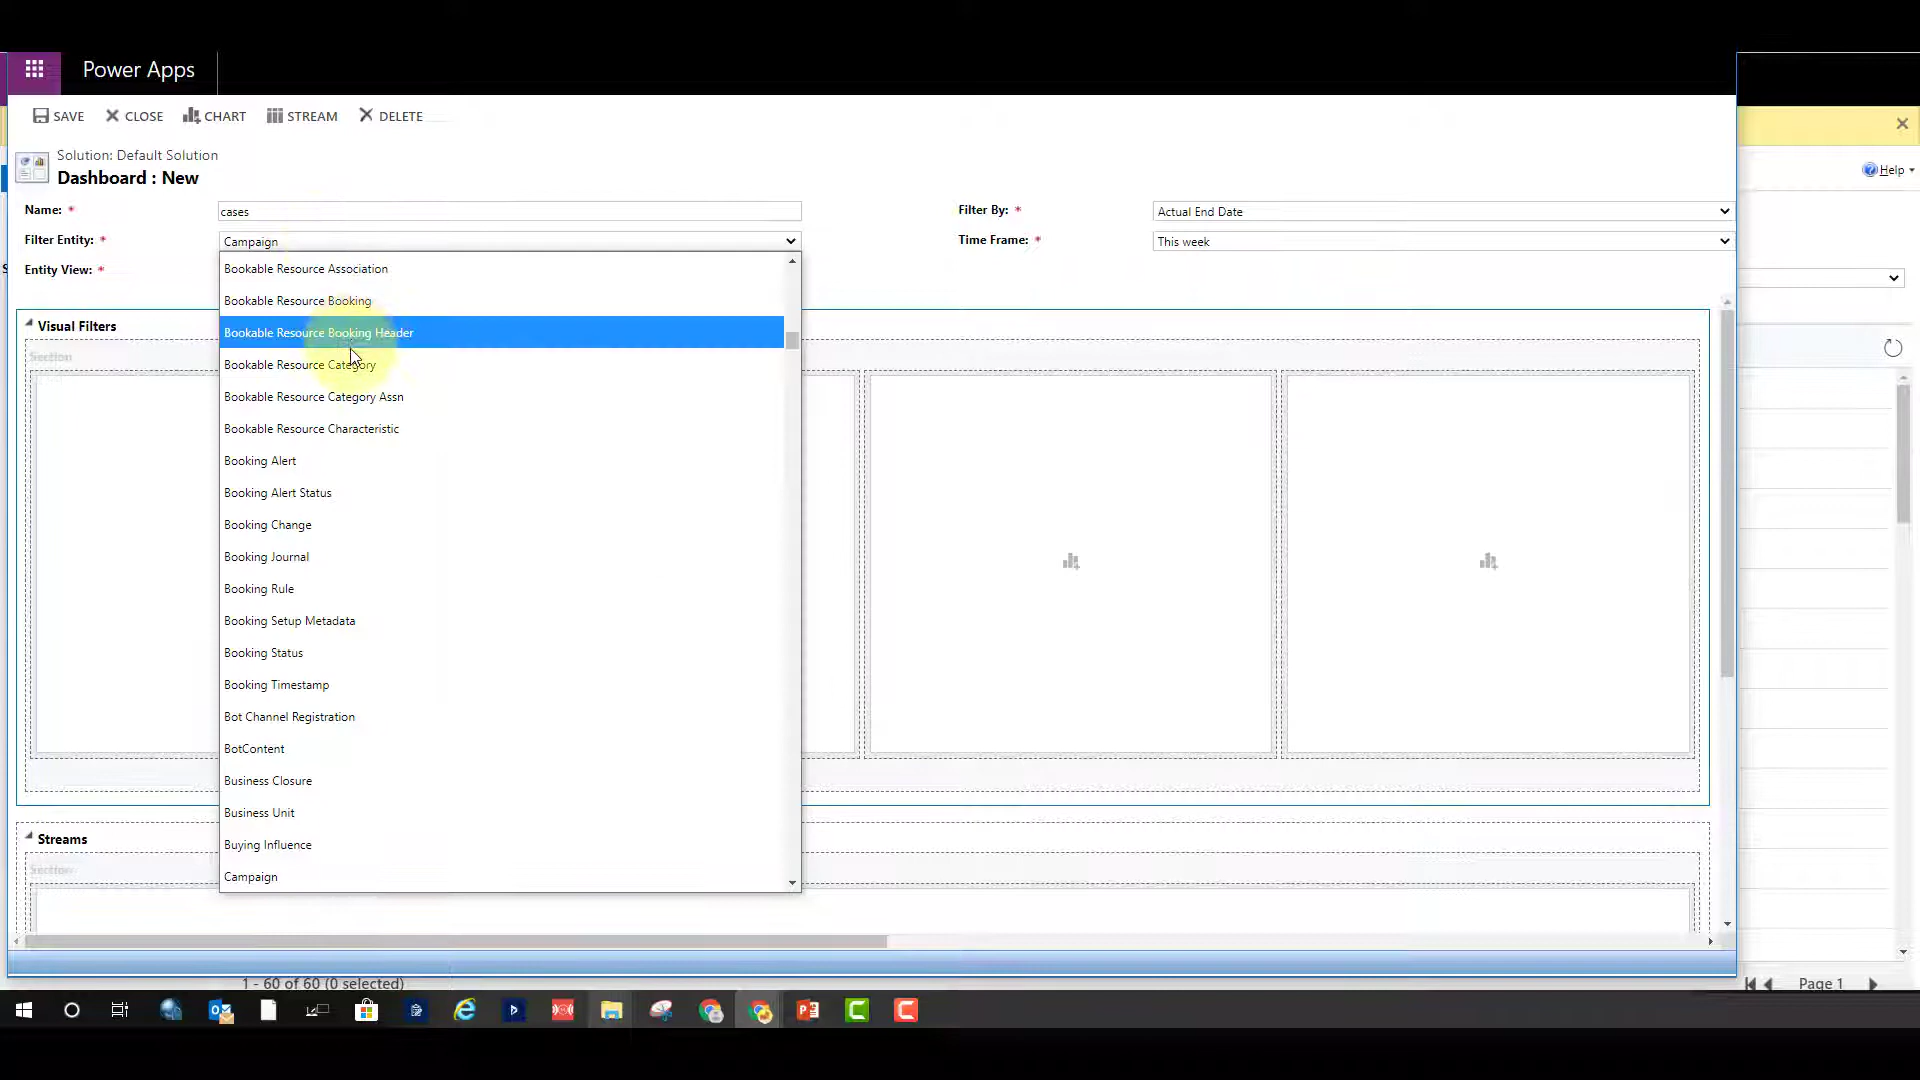 Power Apps
SAVE CLOSE CHART STREAM DELETE
Solution: Default Solution
Dashboard : New
Help
Name: * cases Filter By: * Actual End Date
Filter Entity: * Campaign Time Frame: * This week
Entity View: *
Bookable Resource Association
Bookable Resource Booking
Visual Filters
Bookable Resource Booking Header
Section
Bookable Resource Category
Bookable Resource Category Assn
Bookable Resource Characteristic
Booking Alert
Booking Alert Status
Booking Change
Booking Journal
Booking Rule
Booking Setup Metadata
Booking Status
Booking Timestamp
Bot Channel Registration
BotContent
Business Closure
Business Unit
Streams
Buying Influence
Section
Campaign
1 - 60 of 60 (0 selected) Page 1